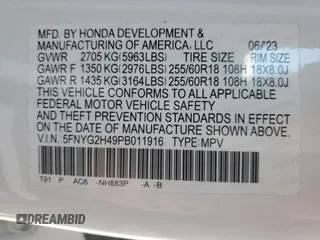 MFD. BY HONDA DEVELOPMENT &
MANUFACTURING OF AMERICA, LLC 06/23
GVWR 2705 KG(5963LBS) TIRE SIZE RIM SIZE
GAWR F 1350 KG(2976LBS) 255/60R18 108H 18X8.0J
GAWR R 1435 KG(3164LBS) 255/60R18 108H 18X8.0J
THIS VEHICLE CONFORMS TO ALL APPLICABLE
FEDERAL MOTOR VEHICLE SAFETY AND THEFT
PREVENTION STANDARDS IN EFFECT ON THE DATE
OF MANUFACTURE SHOWN ABOVE.
V.I.N. 5FNYG2H49PB011916 TYPE: MPV
T91 P AC6 -NH883P -A -B
BIDAMBID